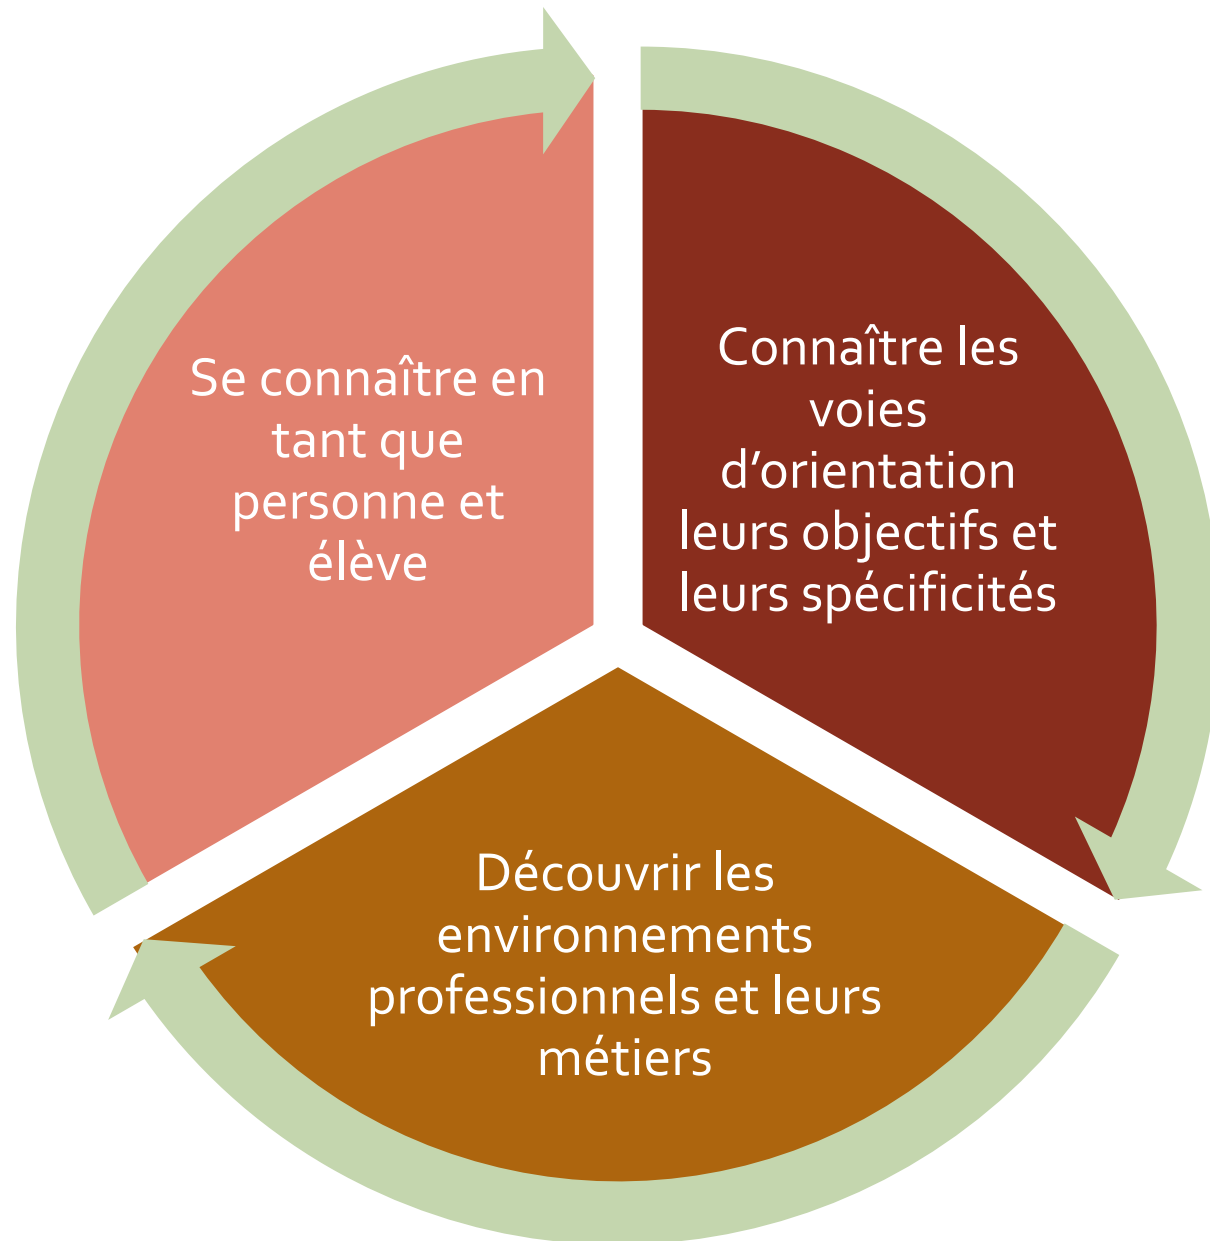 Se connaître en
tant que
personne et
élève
Connaître les
voies
d’orientation
leurs objectifs et
leurs spécificités
Découvrir les
environnements
professionnels et leurs
métiers